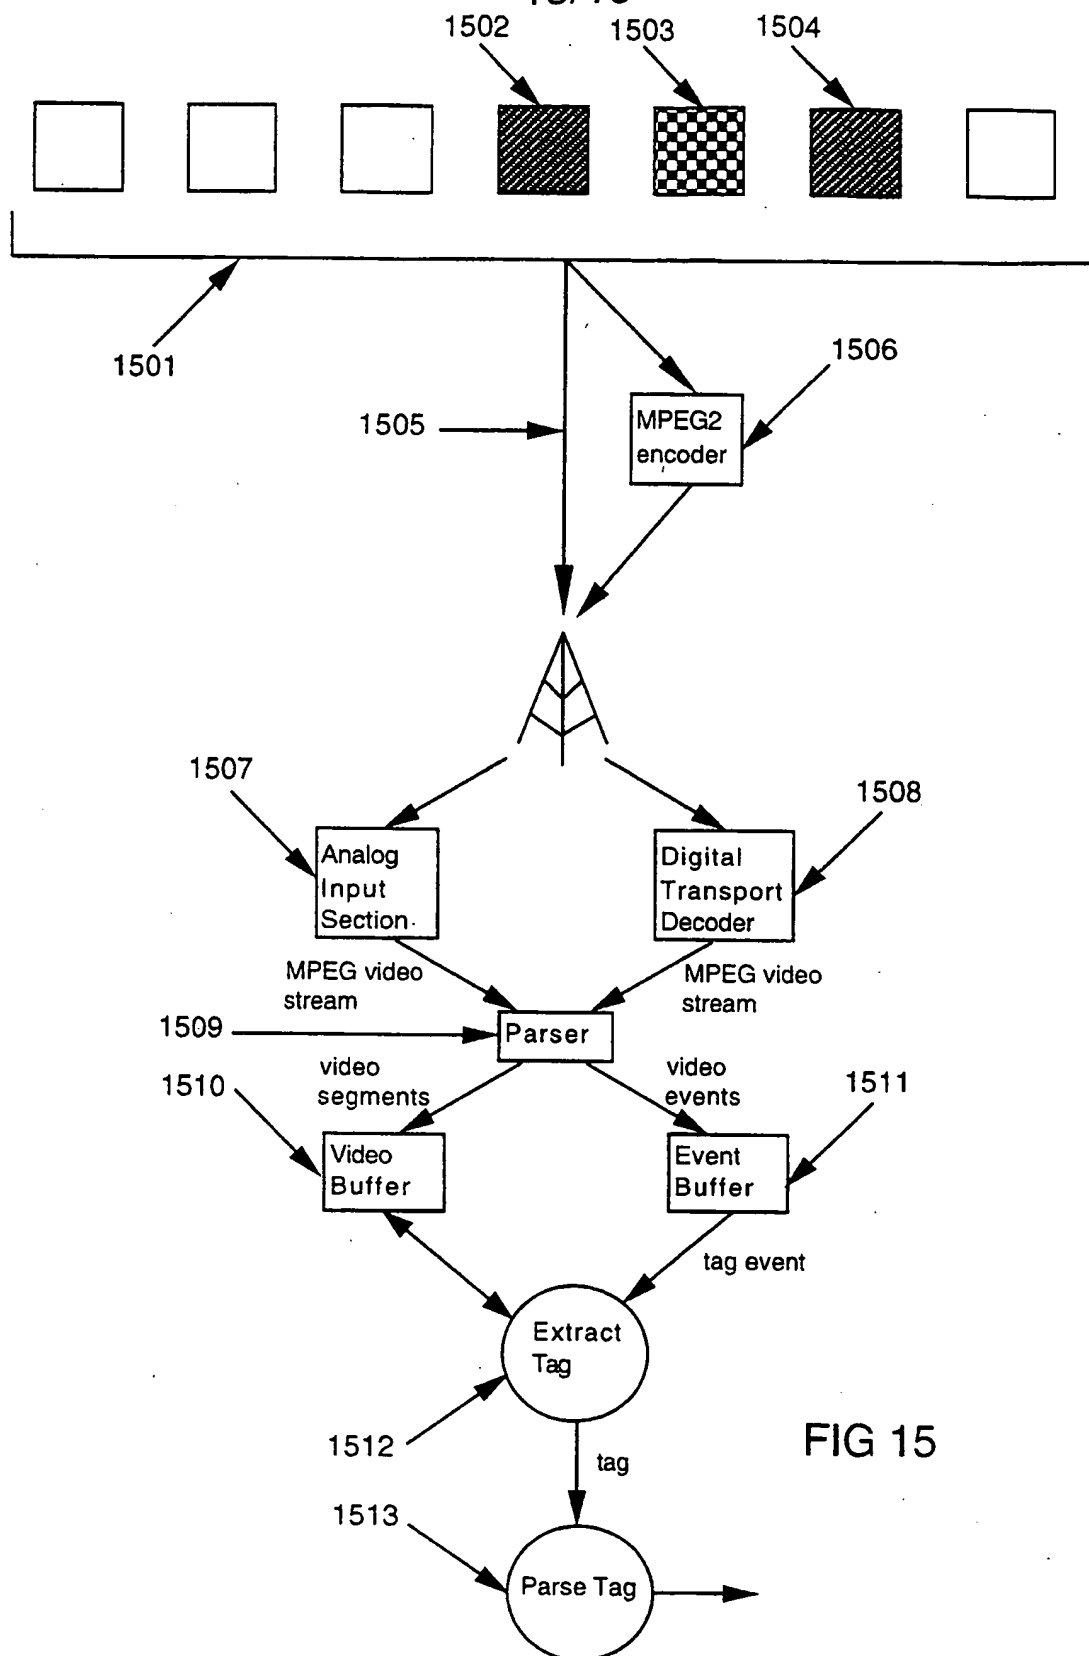 1502
1503
1504
1501
1505
1506
MPEG2
encoder
1507
1508
Analog
Input
Section
Digital
Transport
Decoder
MPEG video
stream
MPEG video
stream
1509
Parser
video
segments
video
events
1510
1511
Video
Buffer
Event
Buffer
tag event
Extract
Tag
1512
FIG 15
tag
1513
Parse Tag